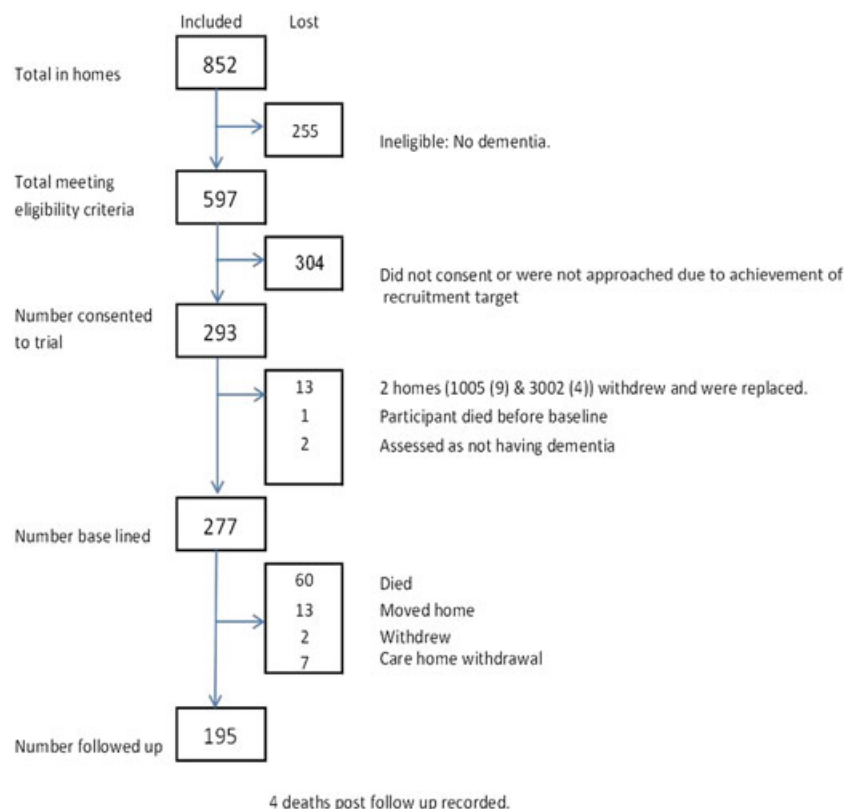 Included Lost
Total in homes 852
255 Ineligible: No dementia.
Total meeting
eligibility criteria 597
304 Did not consent or were not approached due to achievement of
recruitment target
Number consented
to trial 293
13 2 homes (1005 (9) & 3002 (4)) withdrew and were replaced.
1 Participant died before baseline
2 Assessed as not having dementia
Number base lined 277
60 Died
13 Moved home
2 Withdrew
7 Care home withdrawal
Number followed up 195
4 deaths post follow up recorded.